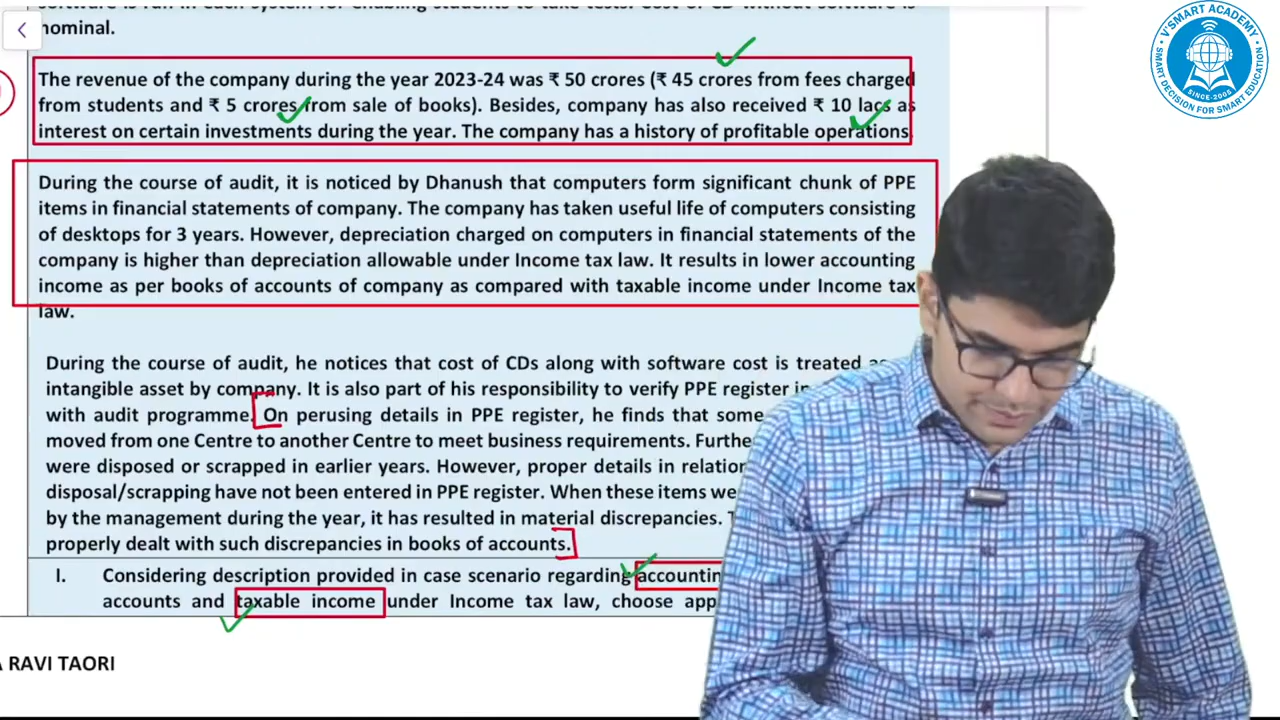 nominal.
The revenue of the company during the year 2023-24 was ₹ 50 crores (₹ 45 crores from fees charged
from students and ₹ 5 crores from sale of books). Besides, company has also received ₹ 10 lacs as
interest on certain investments during the year. The company has a history of profitable operations.
During the course of audit, it is noticed by Dhanush that computers form significant chunk of PPE
items in financial statements of company. The company has taken useful life of computers consisting
of desktops for 3 years. However, depreciation charged on computers in financial statements of the
company is higher than depreciation allowable under Income tax law. It results in lower accounting
income as per books of accounts of company as compared with taxable income under Income tax
law.
During the course of audit, he notices that cost of CDs along with software cost is treated
intangible asset by company. It is also part of his responsibility to verify PPE register
with audit programme. On perusing details in PPE register, he finds that some
moved from one Centre to another Centre to meet business requirements.
were disposed or scrapped in earlier years. However, proper details in
disposal/scrapping have not been entered in PPE register. When these items
by the management during the year, it has resulted in material discrepancies.
properly dealt with such discrepancies in books of accounts.
I. Considering description provided in case scenario regarding
accounts and taxable income under Income tax law, choose
RAVI TAORI
V'SMART ACADEMY
SMART DECISION FOR SMART EDUCATION
SINCE-2005